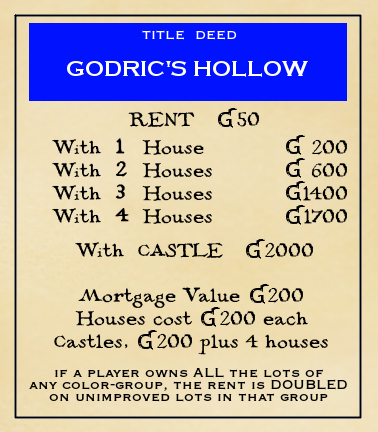 TITLE DEED
GODRIC'S HOLLOW
RENT G50
With 1 House G 200
With 2 Houses G 600
With 3 Houses G1400
With 4 Houses G1700
With CASTLE G2000
Mortgage Value G200
Houses cost G200 each
Castles, G200 plus 4 houses
IF A PLAYER OWNS ALL THE LOTS OF
ANY COLOR-GROUP, THE RENT IS DOUBLED
ON UNIMPROVED LOTS IN THAT GROUP